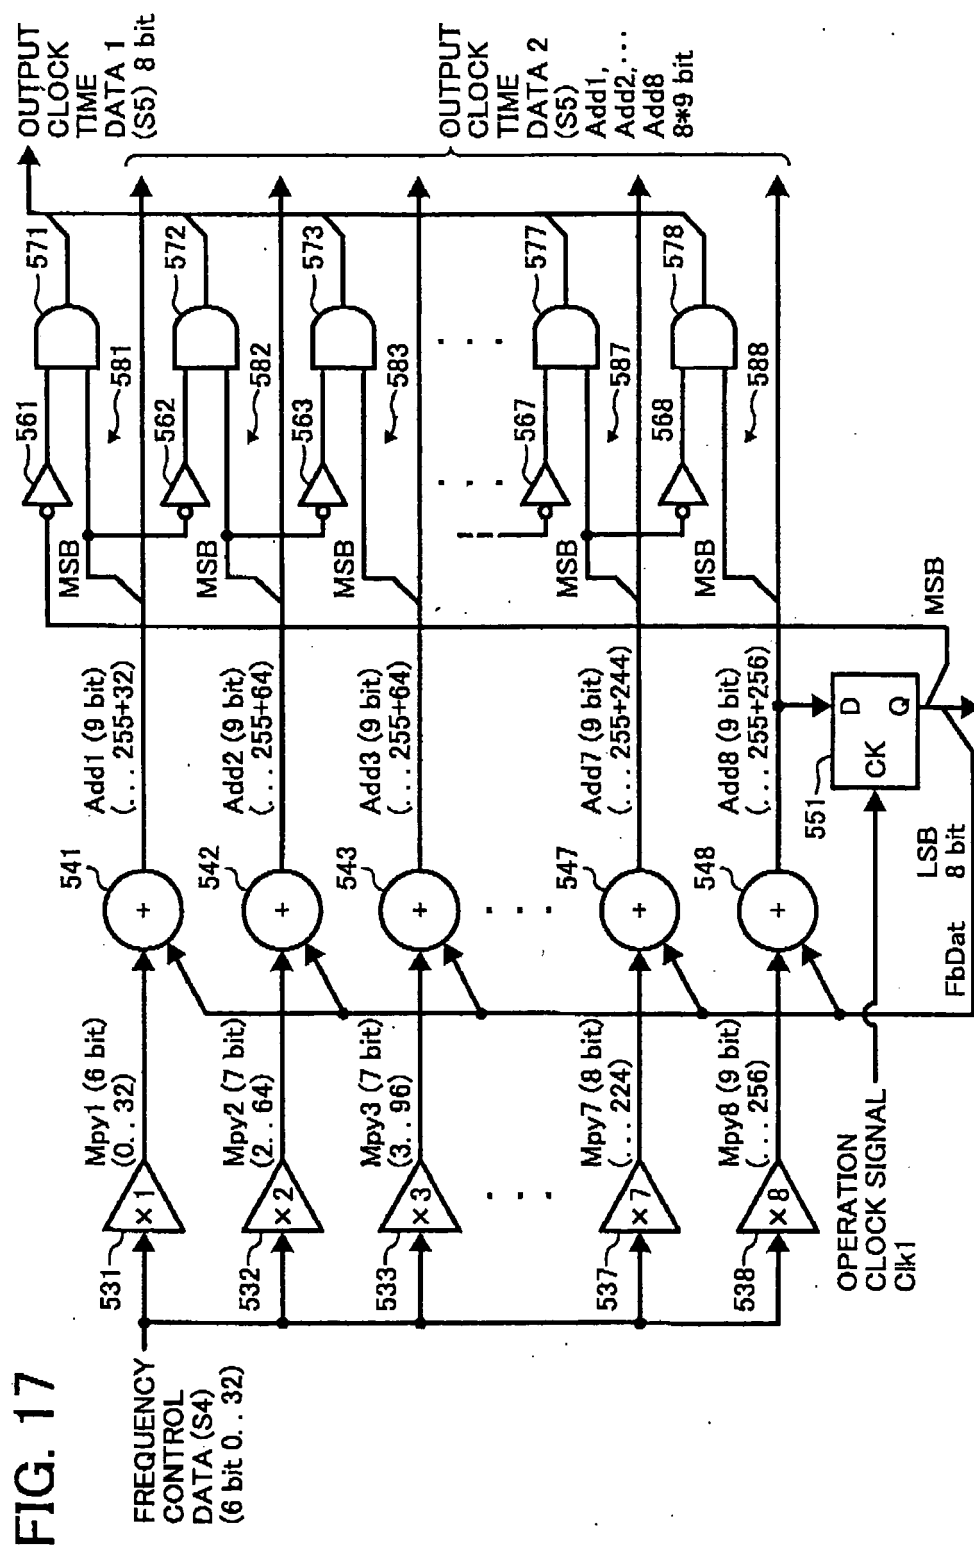 FIG. 17
FREQUENCY
CONTROL
DATA (S4)
(6 bit 0. . 32)
531
×1
Mpy1 (6 bit)
(0. . 32)
541
+
Add1 (9 bit)
(. . . 255+32)
MSB
561
581
571
532
×2
Mpy2 (7 bit)
(2. . 64)
542
+
Add2 (9 bit)
(. . . 255+64)
MSB
562
582
572
533
×3
Mpy3 (7 bit)
(3. . 96)
543
+
Add3 (9 bit)
(. . . 255+64)
MSB
563
583
573
537
×7
Mpy7 (8 bit)
(. . . 224)
547
+
Add7 (9 bit)
(. . . 255+244)
MSB
567
587
577
538
×8
Mpy8 (9 bit)
(. . . 256)
548
+
Add8 (9 bit)
(. . . 255+256)
MSB
568
588
578
OUTPUT
CLOCK
TIME
DATA 1
(S5) 8 bit
OUTPUT
CLOCK
TIME
DATA 2
(S5)
Add1,
Add2, . . .
Add8
8*9 bit
OPERATION
CLOCK SIGNAL
Clk1
551
D
CK
Q
MSB
LSB
8 bit
FbDat